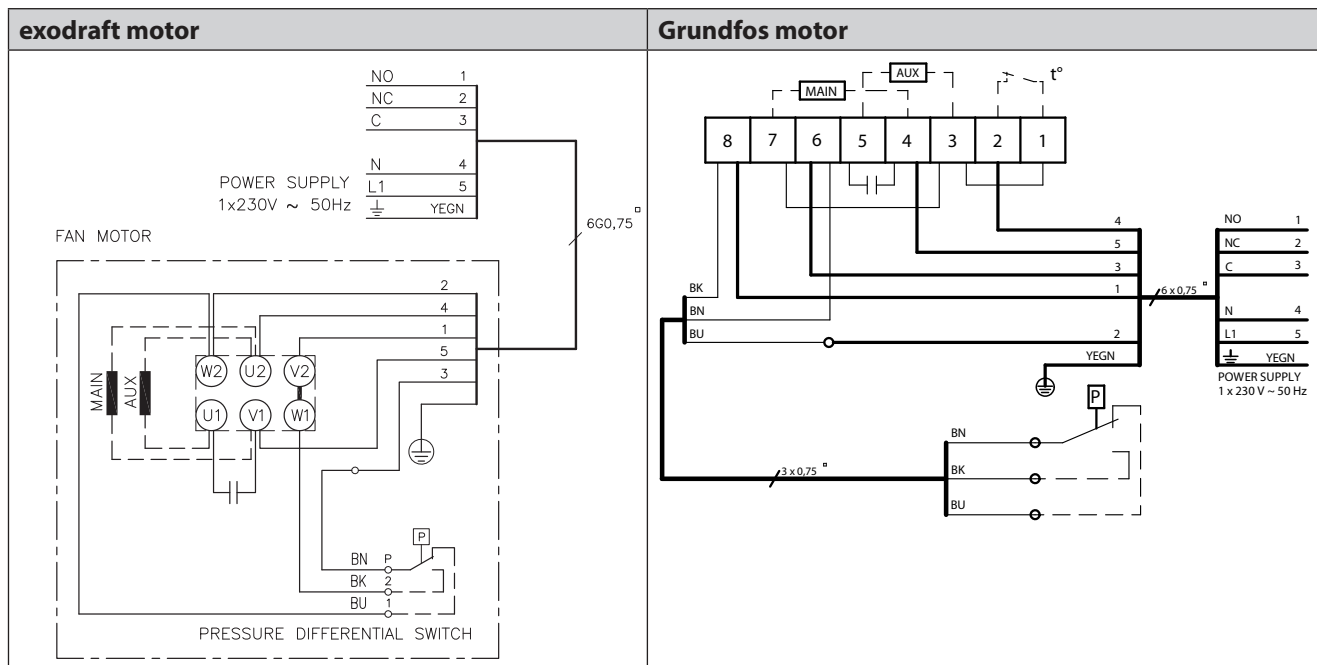 exodraft motor
NO 1
NC 2
C 3
N 4
POWER SUPPLY L1 5
1x230V ~ 50Hz YEGN
6G0,75
FAN MOTOR
2
4
1
5
3
MAIN AUX
W2 U2 V2
U1 V1 W1
P
BN P
BK 2
BU 1
PRESSURE DIFFERENTIAL SWITCH
Grundfos motor
AUX t°
MAIN
8 7 6 5 4 3 2 1
4 NO 1
5 NC 2
3 C 3
BK 1 6 x 0,75
BN N 4
BU 2 L1 5
YEGN YEGN
POWER SUPPLY
1 x 230 V ~ 50 Hz
P
BN
3 x 0,75 BK
BU